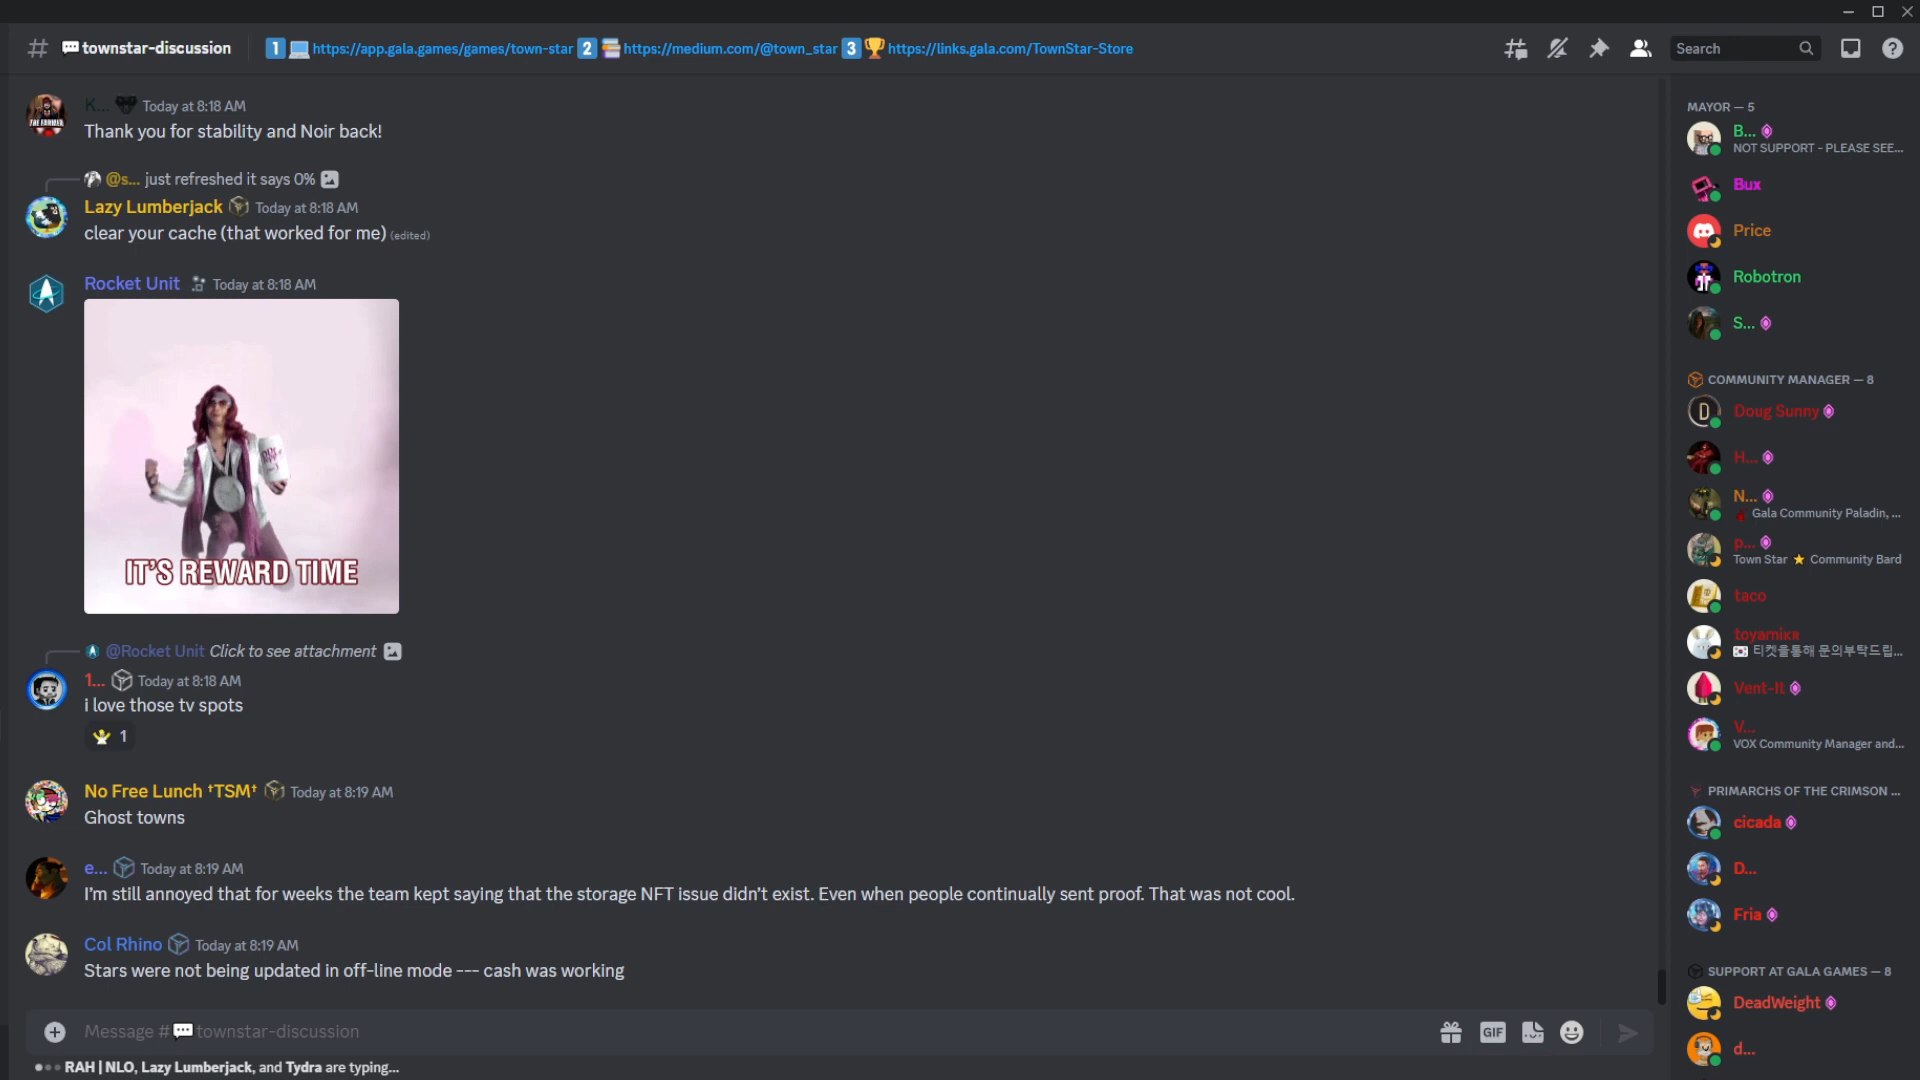 townstar-discussion
1 https://app.gala.games/games/town-star 2 https://medium.com/@town_star 3 https://links.gala.com/TownStar-Store
Search
K... Today at 8:18 AM
Thank you for stability and Noir back!
@s... just refreshed it says 0%
Lazy Lumberjack Today at 8:18 AM
clear your cache (that worked for me) (edited)
Rocket Unit Today at 8:18 AM
IT'S REWARD TIME
@Rocket Unit Click to see attachment
1... Today at 8:18 AM
i love those tv spots
1
No Free Lunch †TSM† Today at 8:19 AM
Ghost towns
e... Today at 8:19 AM
I'm still annoyed that for weeks the team kept saying that the storage NFT issue didn't exist. Even when people continually sent proof. That was not cool.
Col Rhino Today at 8:19 AM
Stars were not being updated in off-line mode --- cash was working
Message # townstar-discussion
GIF
RAH | NLO, Lazy Lumberjack, and Tydra are typing...
MAYOR — 5
B...
NOT SUPPORT - PLEASE SEE...
Bux
Price
Robotron
S...
COMMUNITY MANAGER — 8
Doug Sunny
H...
N...
Gala Community Paladin, ...
p...
Town Star ⭐ Community Bard
taco
toyamikя
티켓을통해 문의부탁드립...
Vent-It
V...
VOX Community Manager and...
PRIMARCHS OF THE CRIMSON ...
cicada
D...
Fria
SUPPORT AT GALA GAMES — 8
DeadWeight
d...